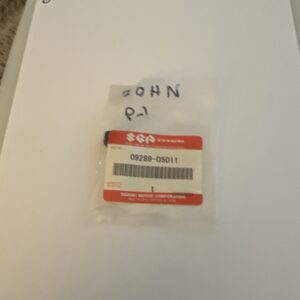 JOHN
P-1
SGP
09289-05011
1
SUZUKI MOTOR CORPORATION